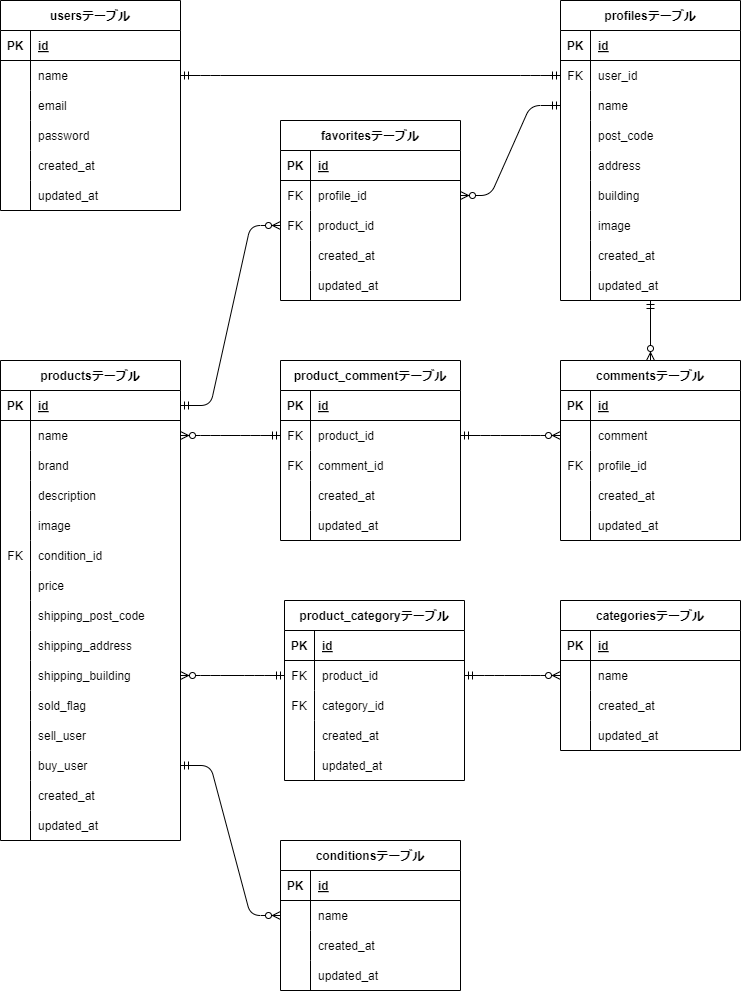 usersテーブル
PK id
name
email
password
created_at
updated_at
profilesテーブル
PK id
FK user_id
name
post_code
address
building
image
created_at
updated_at
favoritesテーブル
PK id
FK profile_id
FK product_id
created_at
updated_at
productsテーブル
PK id
name
brand
description
image
FK condition_id
price
shipping_post_code
shipping_address
shipping_building
sold_flag
sell_user
buy_user
created_at
updated_at
product_commentテーブル
PK id
FK product_id
FK comment_id
created_at
updated_at
commentsテーブル
PK id
comment
FK profile_id
created_at
updated_at
product_categoryテーブル
PK id
FK product_id
FK category_id
created_at
updated_at
categoriesテーブル
PK id
name
created_at
updated_at
conditionsテーブル
PK id
name
created_at
updated_at